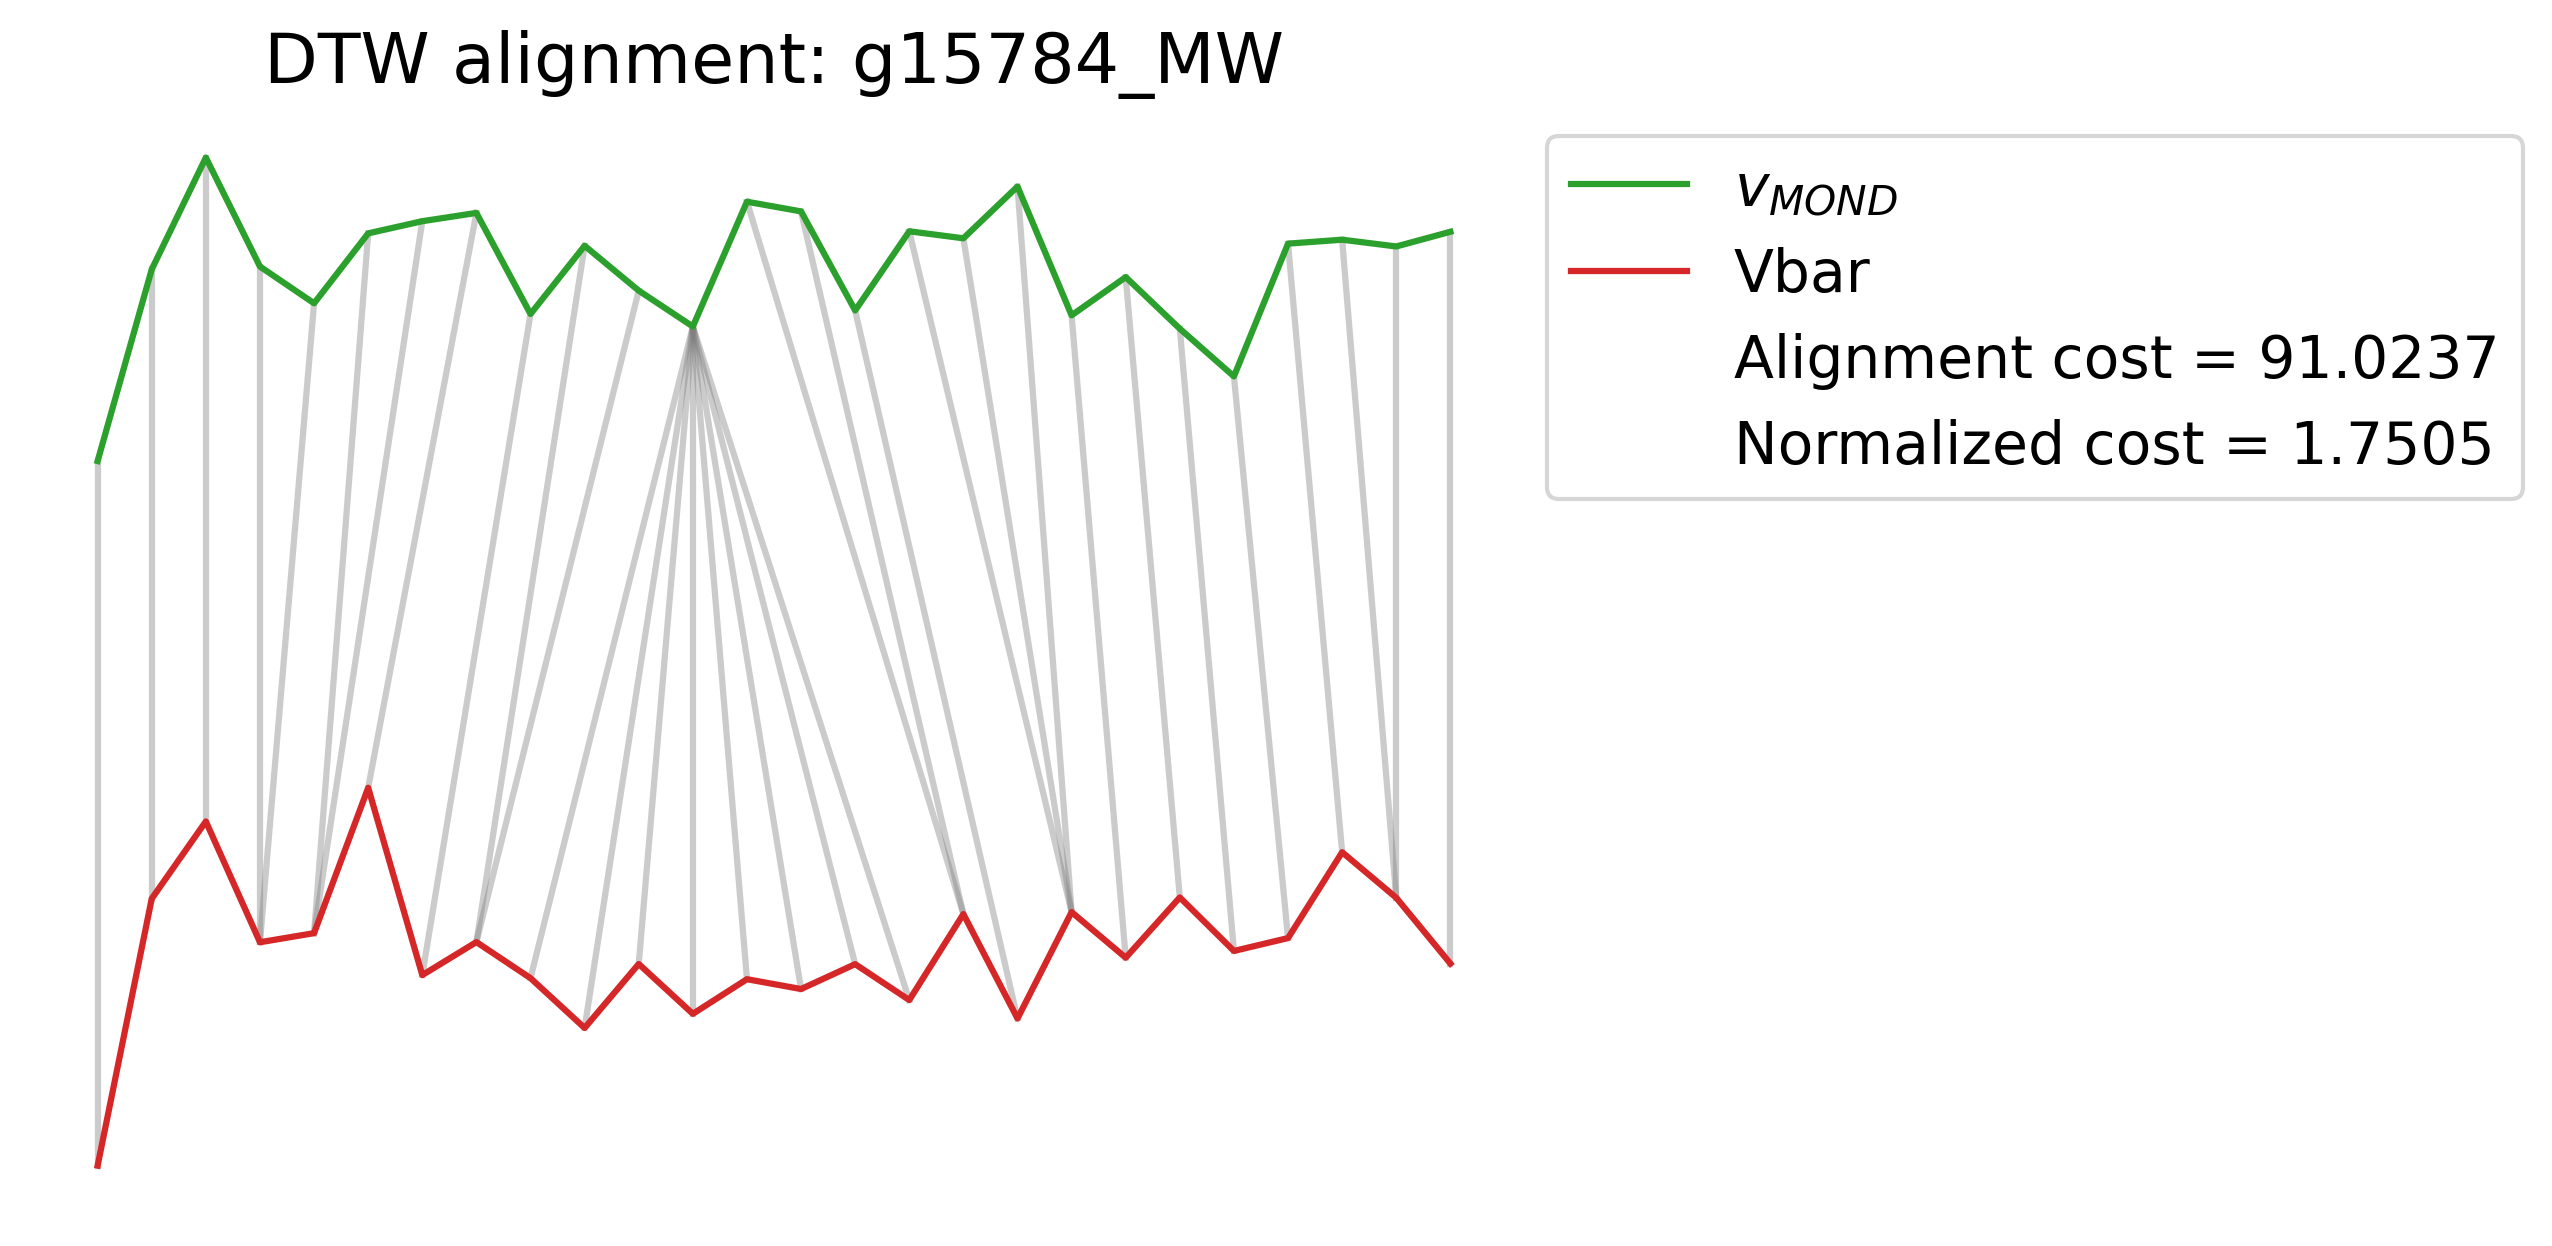 DTW alignment: g15784_MW
v_MOND
Vbar
Alignment cost = 91.0237
Normalized cost = 1.7505